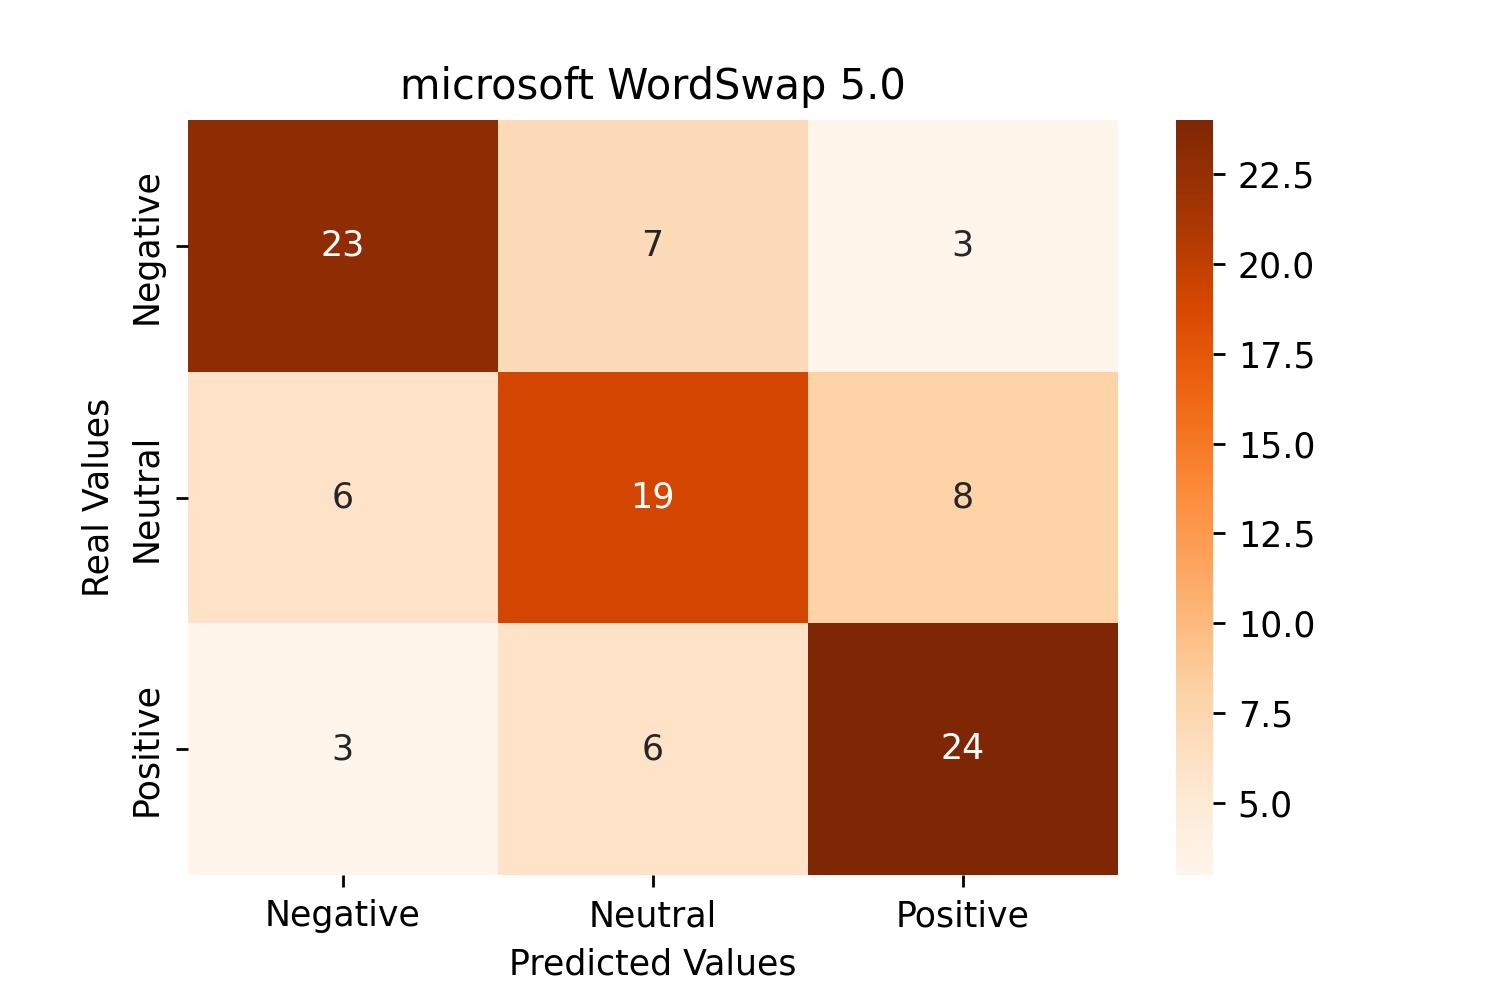 microsoft WordSwap 5.0
Real Values
Negative
23
7
3
Neutral
6
19
8
Positive
3
6
24
Negative
Neutral
Positive
Predicted Values
22.5
20.0
17.5
15.0
12.5
10.0
7.5
5.0